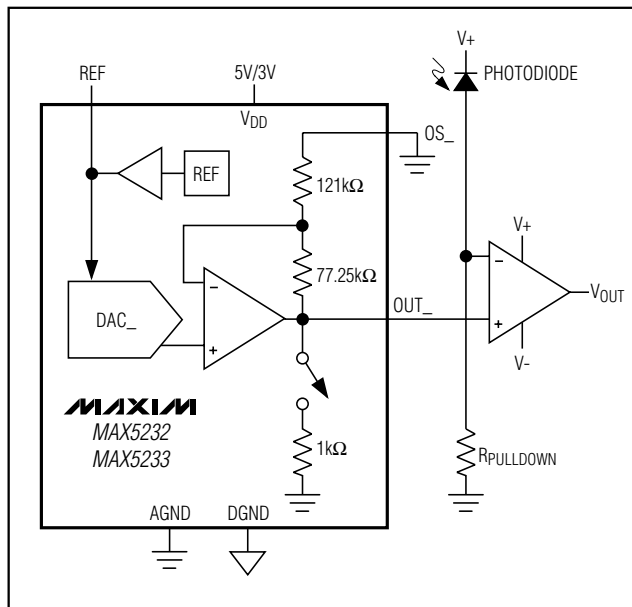 REF
5V/3V
V+
PHOTODIODE
VDD
OS_
REF
121kΩ
77.25kΩ
V+
−
−
DAC_
OUT_
VOUT
+
+
V-
MAXIM
MAX5232
MAX5233
1kΩ
RPULLDOWN
AGND
DGND